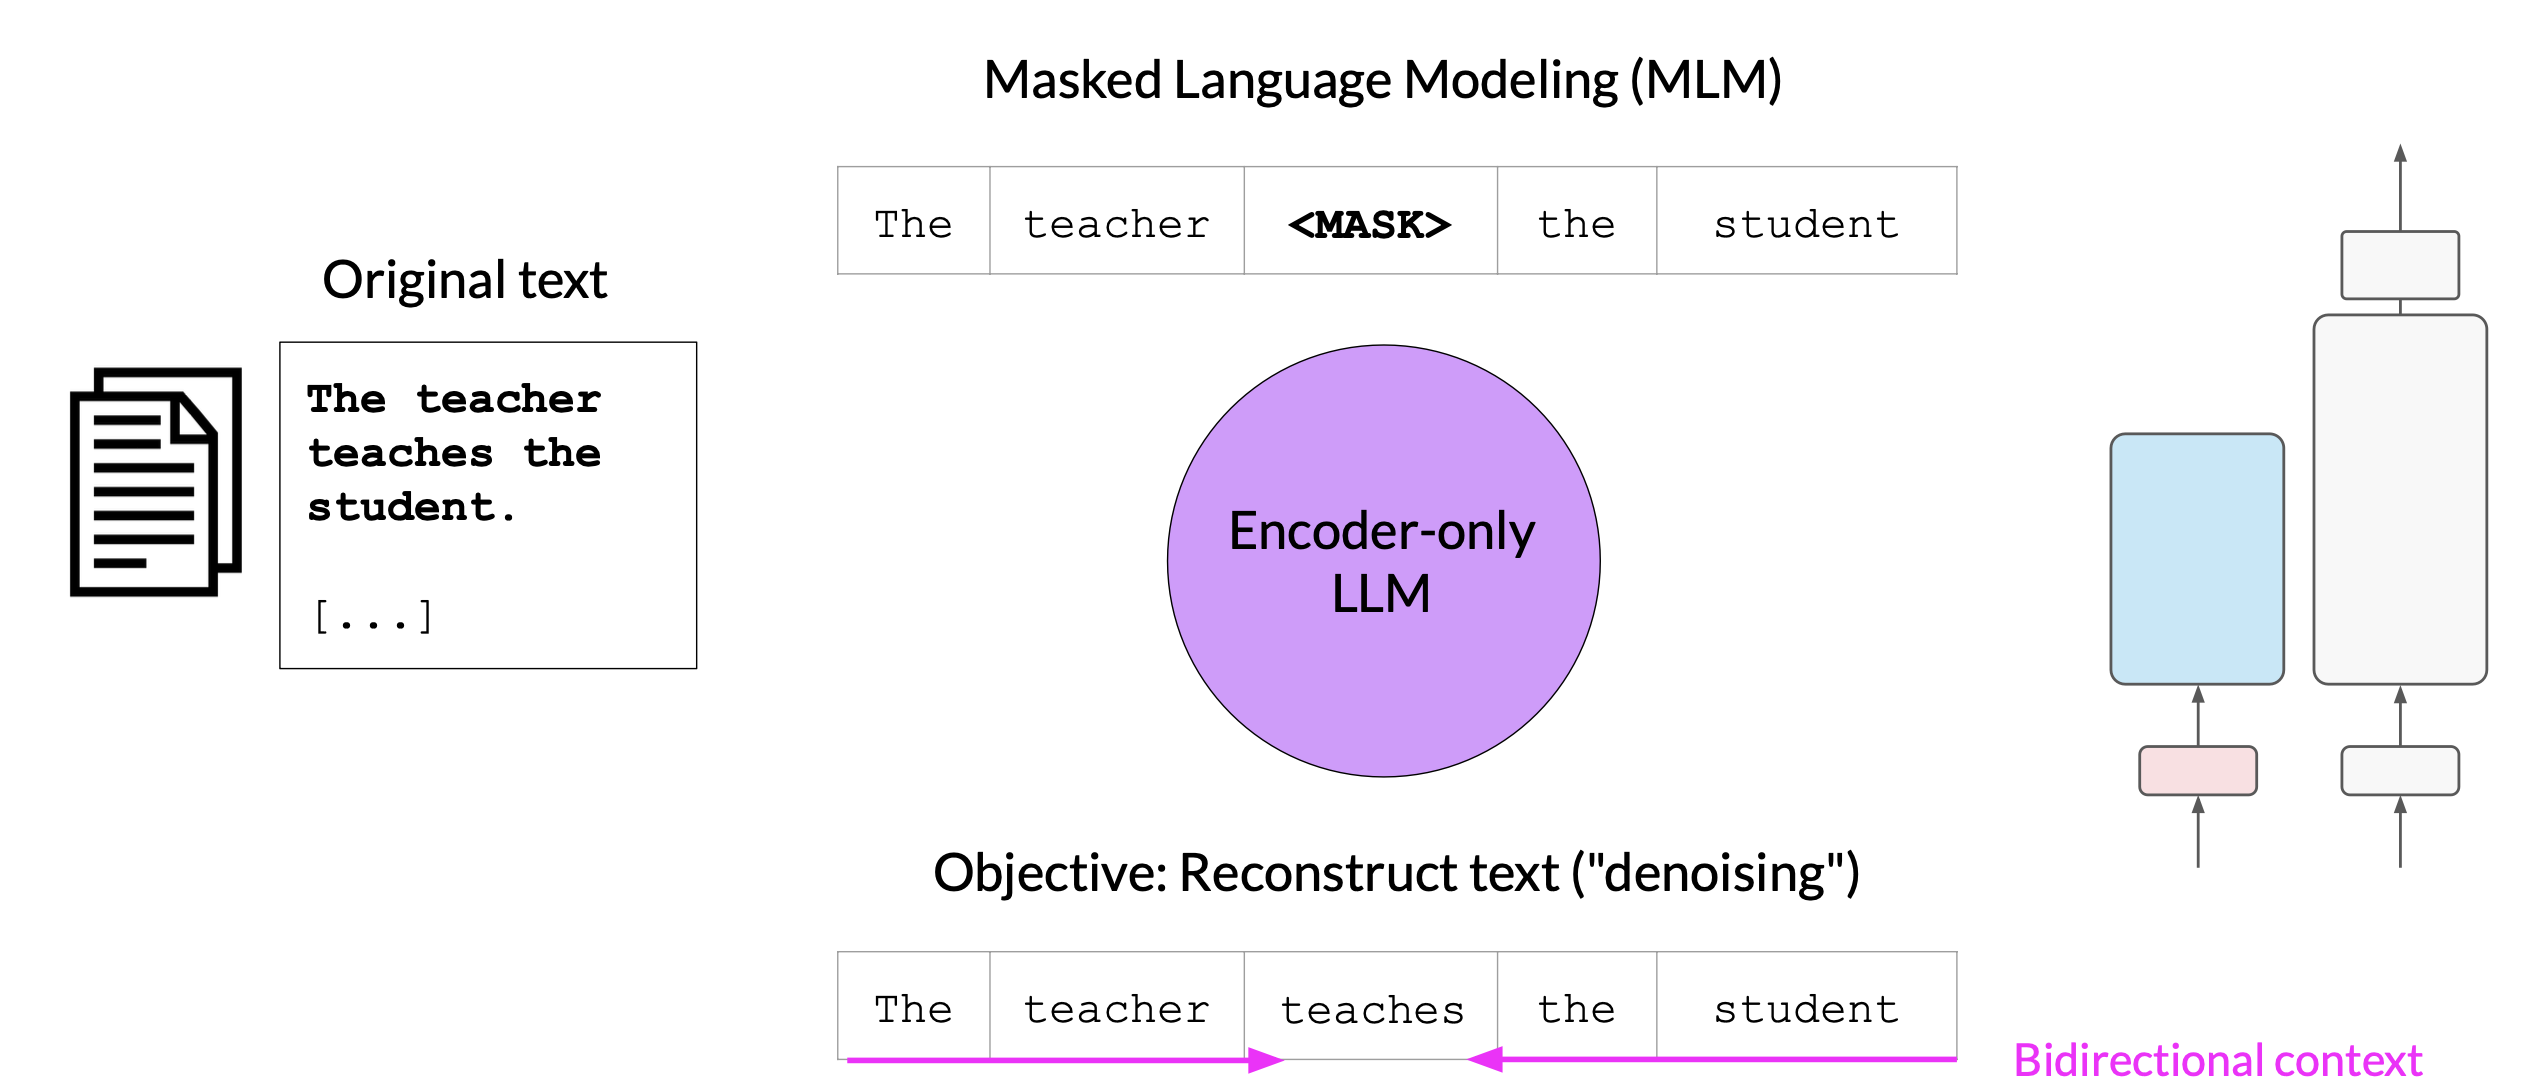 Masked Language Modeling (MLM)
The teacher <MASK> the student
Original text
The teacher
teaches the
student.
[...]
Encoder-only
LLM
Objective: Reconstruct text ("denoising")
The teacher teaches the student
Bidirectional context